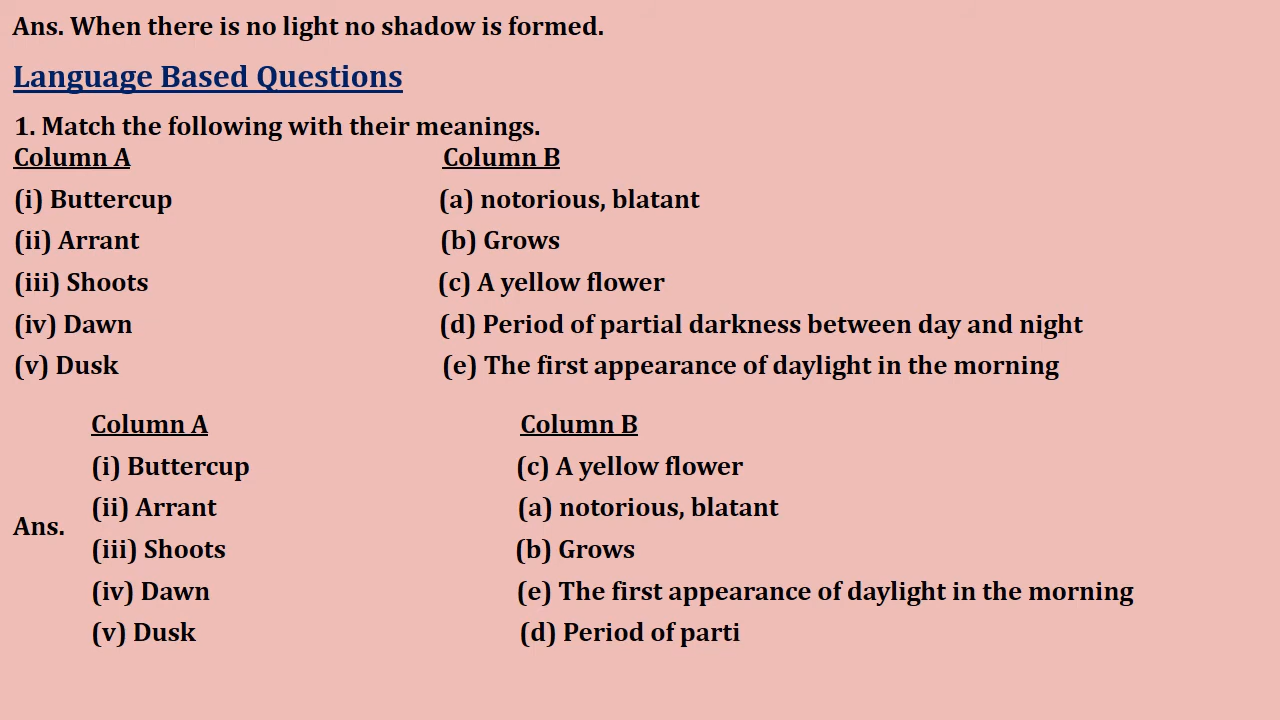 Ans. When there is no light no shadow is formed.
Language Based Questions
1. Match the following with their meanings.
Column A Column B
(i) Buttercup (a) notorious, blatant
(ii) Arrant (b) Grows
(iii) Shoots (c) A yellow flower
(iv) Dawn (d) Period of partial darkness between day and night
(v) Dusk (e) The first appearance of daylight in the morning
Column A Column B
(i) Buttercup (c) A yellow flower
(ii) Arrant (a) notorious, blatant
Ans.
(iii) Shoots (b) Grows
(iv) Dawn (e) The first appearance of daylight in the morning
(v) Dusk (d) Period of parti